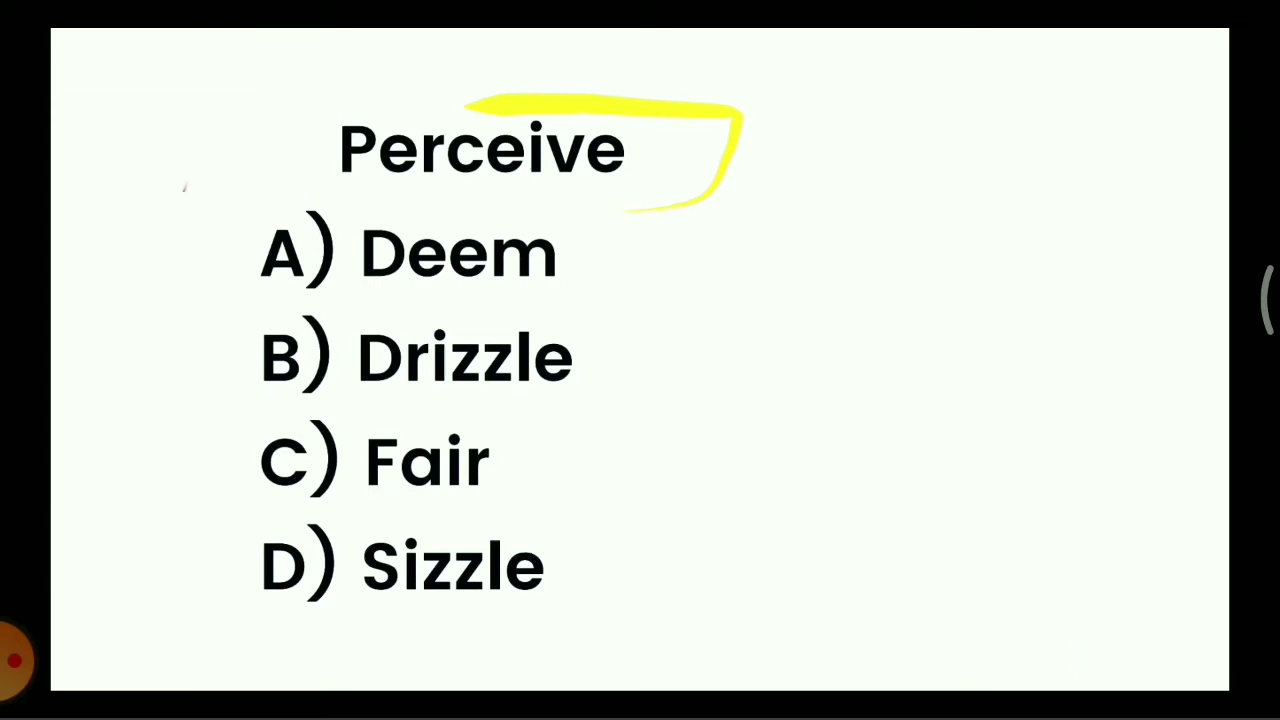 Perceive
A) Deem
B) Drizzle
C) Fair
D) Sizzle